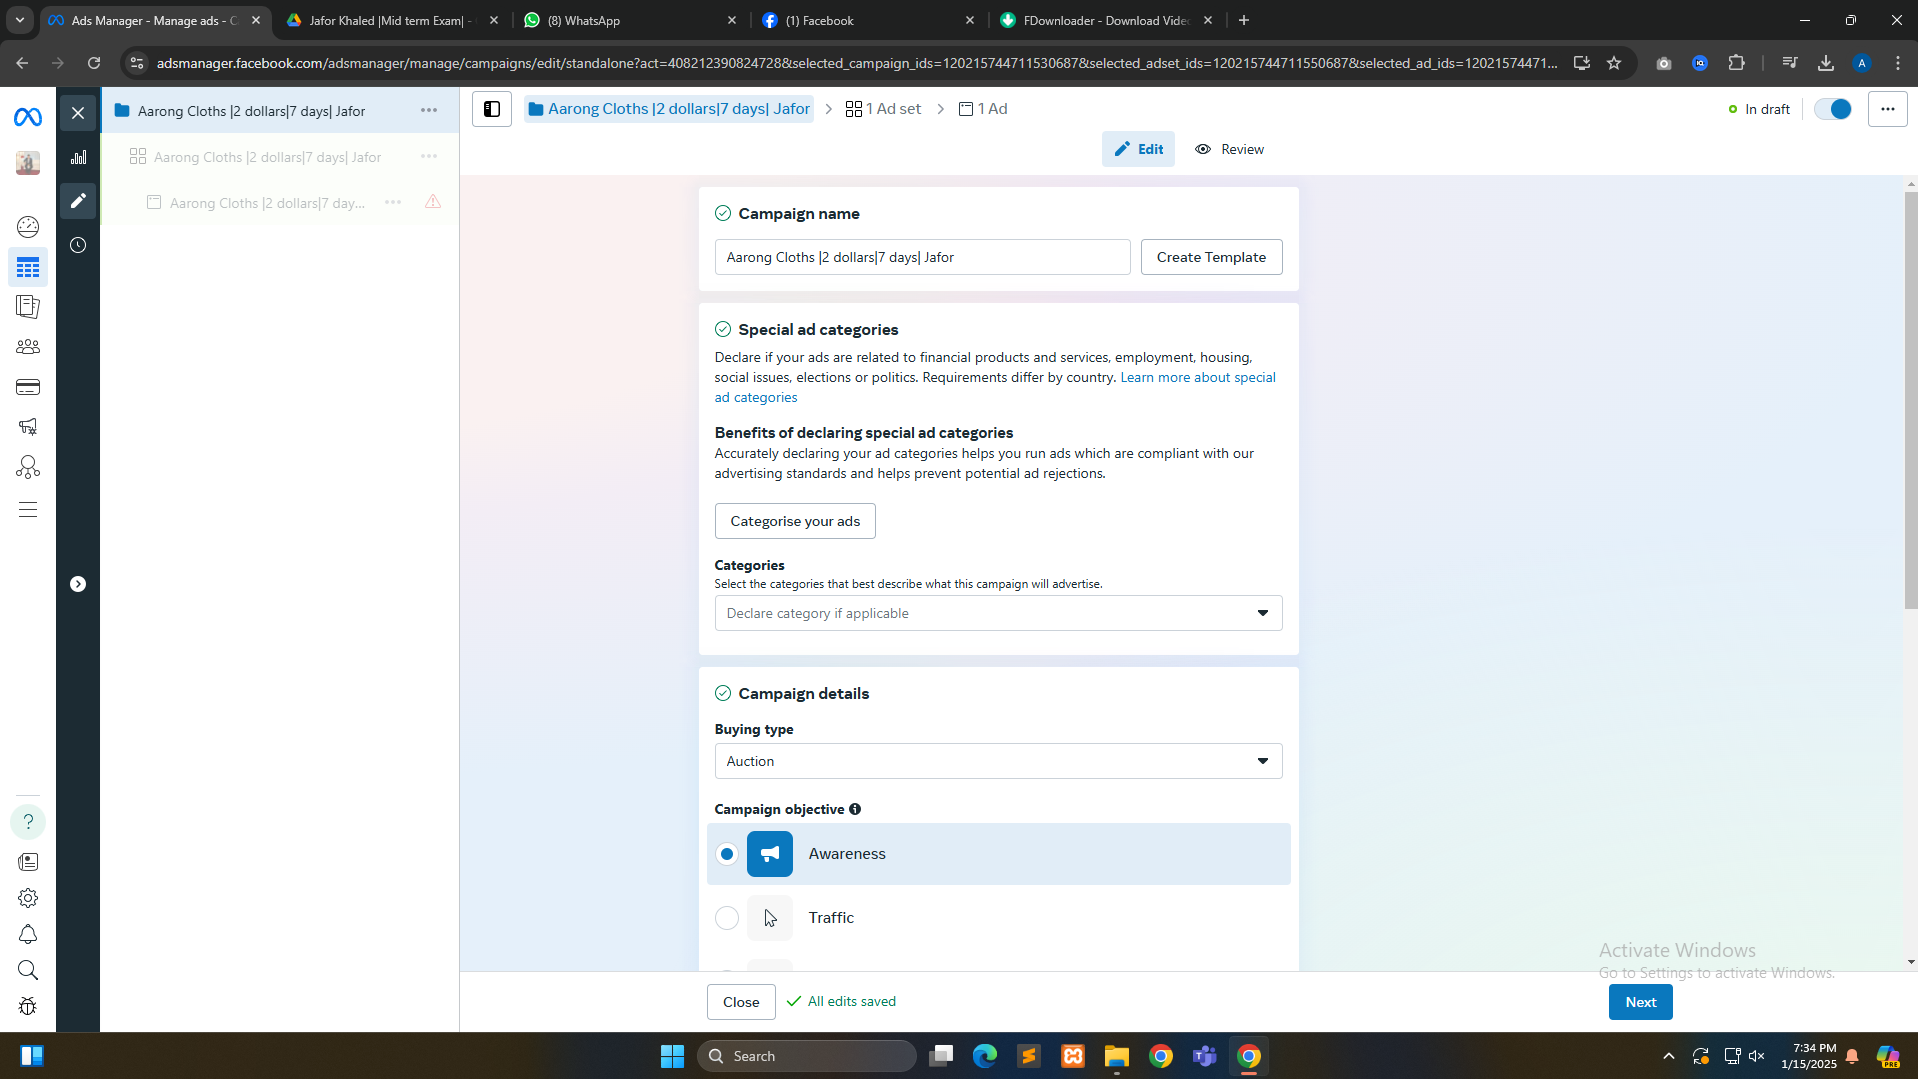 Ads Manager - Manage ads - C
Jafor Khaled |Mid term Exam| -
(8) WhatsApp
(1) Facebook
FDownloader - Download Vide
adsmanager.facebook.com/adsmanager/manage/campaigns/edit/standalone?act=408212390824728&selected_campaign_ids=120215744711530687&selected_adset_ids=120215744711550687&selected_ad_ids=12021574471...
A
Aarong Cloths |2 dollars|7 days| Jafor
Aarong Cloths |2 dollars|7 days| Jafor
Aarong Cloths |2 dollars|7 day...
Aarong Cloths |2 dollars|7 days| Jafor
1 Ad set
1 Ad
In draft
Edit
Review
Campaign name
Aarong Cloths |2 dollars|7 days| Jafor
Create Template
Special ad categories
Declare if your ads are related to financial products and services, employment, housing,
social issues, elections or politics. Requirements differ by country. Learn more about special
ad categories
Benefits of declaring special ad categories
Accurately declaring your ad categories helps you run ads which are compliant with our
advertising standards and helps prevent potential ad rejections.
Categorise your ads
Categories
Select the categories that best describe what this campaign will advertise.
Declare category if applicable
Campaign details
Buying type
Auction
Campaign objective
Awareness
Traffic
Activate Windows
Go to Settings to activate Windows.
Close
All edits saved
Next
Search
7:34 PM
1/15/2025
PRE